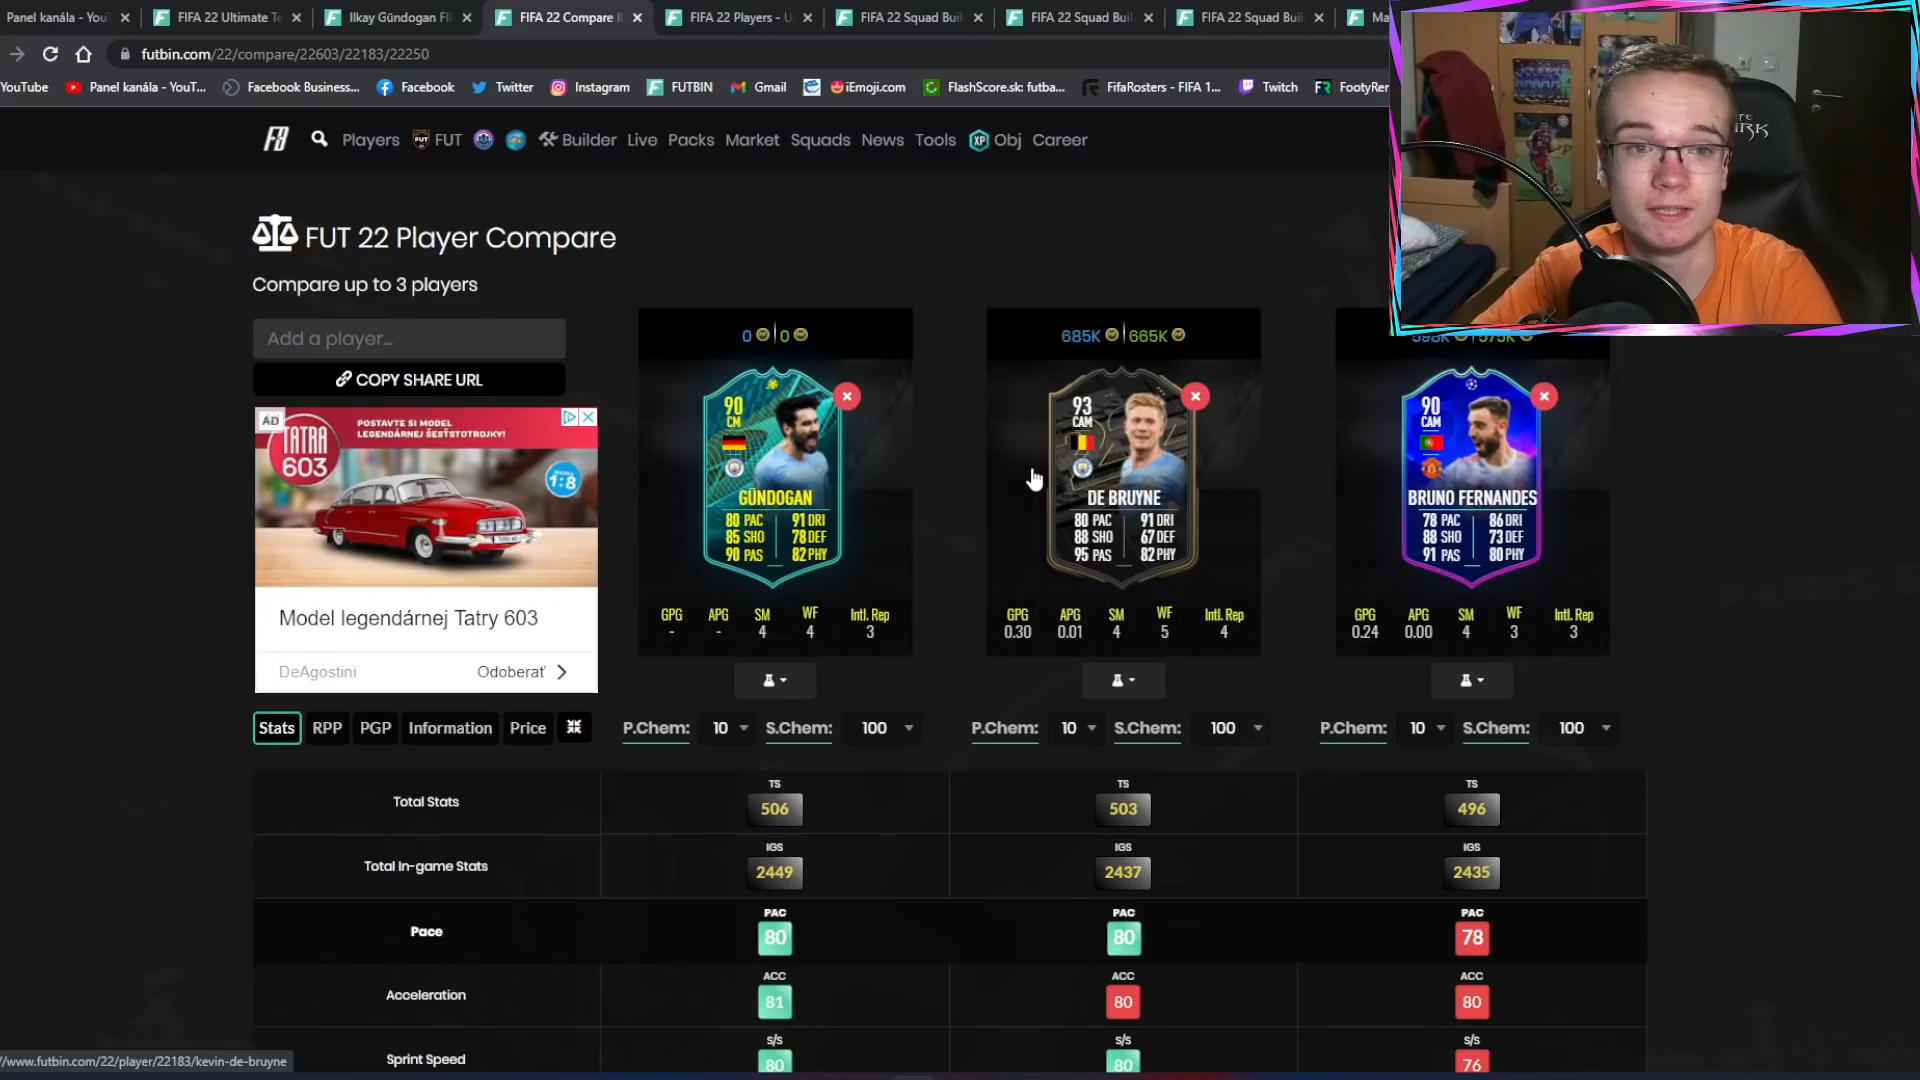 Panel kanála - YouT
FIFA 22 Ultimate Te
Ilkay Gündogan FI
FIFA 22 Compare Il
FIFA 22 Players - U
FIFA 22 Squad Buil
FIFA 22 Squad Buil
FIFA 22 Squad Buil
Ma
futbin.com/22/compare/22603/22183/22250
YouTube
Panel kanála - YouT...
Facebook Business...
Facebook
Twitter
Instagram
FUTBIN
Gmail
iEmoji.com
FlashScore.sk: futba...
FifaRosters - FIFA 1...
Twitch
FR FootyRer
FB Players FUT Builder Live Packs Market Squads News Tools XP Obj Career
FUT 22 Player Compare
Compare up to 3 players
Add a player...
COPY SHARE URL
AD
TATRA
603
POSTAVTE SI MODEL
LEGENDÁRNEJ ŠESŤSTOTROJKY!
1:8
Model legendárnej Tatry 603
DeAgostini Odoberať
0 | 0
90
CM
GÜNDOGAN
80 PAC 91 DRI
85 SHO 78 DEF
90 PAS 82 PHY
GPG APG SM WF Intl. Rep
- - 4 4 3
685K | 665K
93
CAM
DE BRUYNE
80 PAC 91 DRI
88 SHO 67 DEF
95 PAS 82 PHY
GPG APG SM WF Intl. Rep
0.30 0.01 4 5 4
90
CAM
BRUNO FERNANDES
78 PAC 86 DRI
88 SHO 73 DEF
91 PAS 80 PHY
GPG APG SM WF Intl. Rep
0.24 0.00 4 3 3
Stats RPP PGP Information Price
P.Chem: 10 S.Chem: 100
P.Chem: 10 S.Chem: 100
P.Chem: 10 S.Chem: 100
TS TS TS
Total Stats 506 503 496
IGS IGS IGS
Total In-game Stats 2449 2437 2435
PAC PAC PAC
Pace 80 80 78
ACC ACC ACC
Acceleration 81 80 80
S/S S/S S/S
Sprint Speed 80 80 76
//www.futbin.com/22/player/22183/kevin-de-bruyne